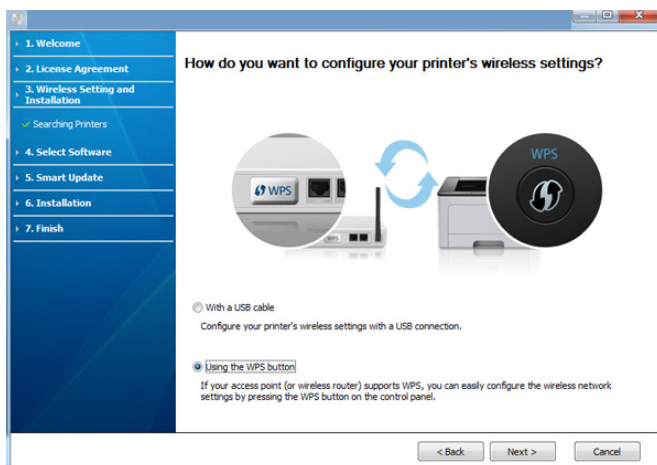 1. Welcome
2. License Agreement
3. Wireless Setting and
Installation
Searching Printers
4. Select Software
5. Smart Update
6. Installation
7. Finish
How do you want to configure your printer's wireless settings?
WPS
WPS
WPS
With a USB cable
Configure your printer's wireless settings with a USB connection.
Using the WPS button
If your access point (or wireless router) supports WPS, you can easily configure the wireless network
settings by pressing the WPS button on the control panel.
< Back
Next >
Cancel